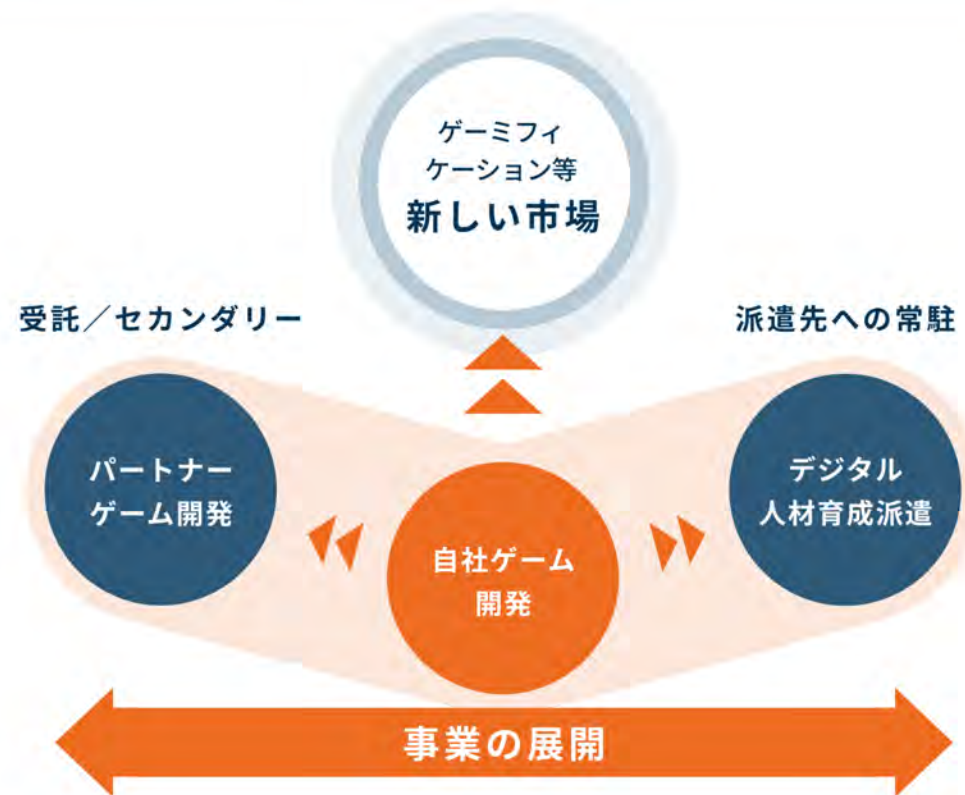 ゲーミフィ
ケーション等
新しい市場
受託／セカンダリー
派遣先への常駐
パートナー
ゲーム開発
自社ゲーム
開発
デジタル
人材育成派遣
事業の展開